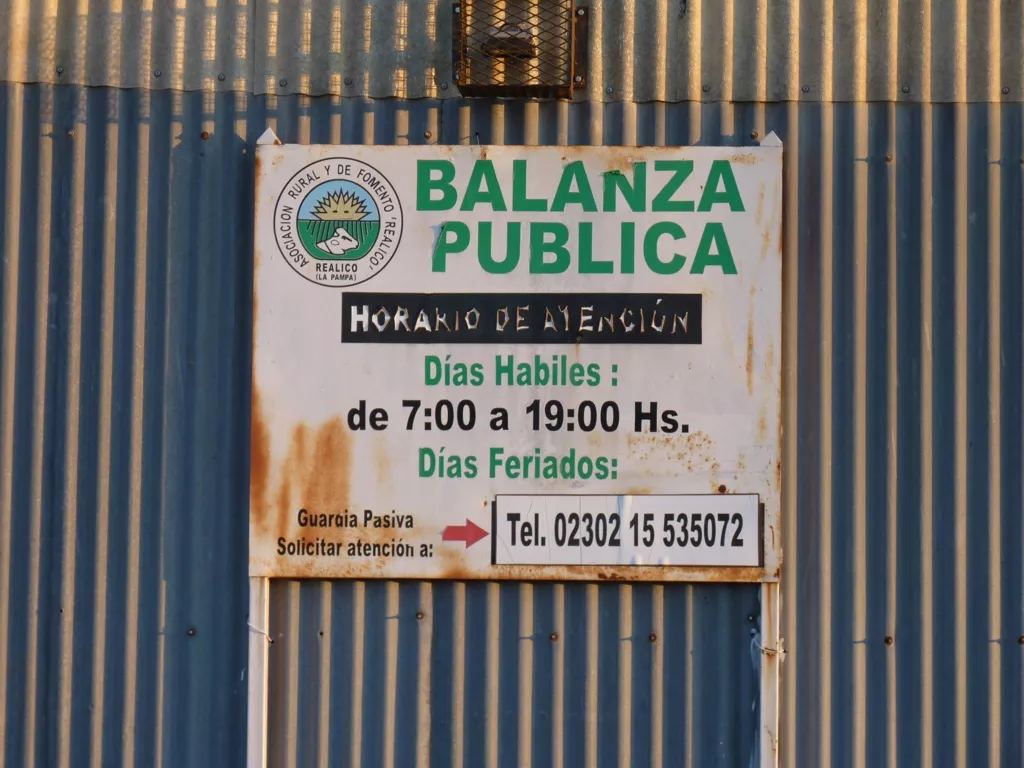 ASOCIACION RURAL Y DE FOMENTO "REALICO"
REALICO
(LA PAMPA)
BALANZA
PUBLICA
HORARIO DE ATENCIÓN
Días Habiles :
de 7:00 a 19:00 Hs.
Días Feriados:
Guardia Pasiva
Solicitar atención a:
Tel. 02302 15 535072